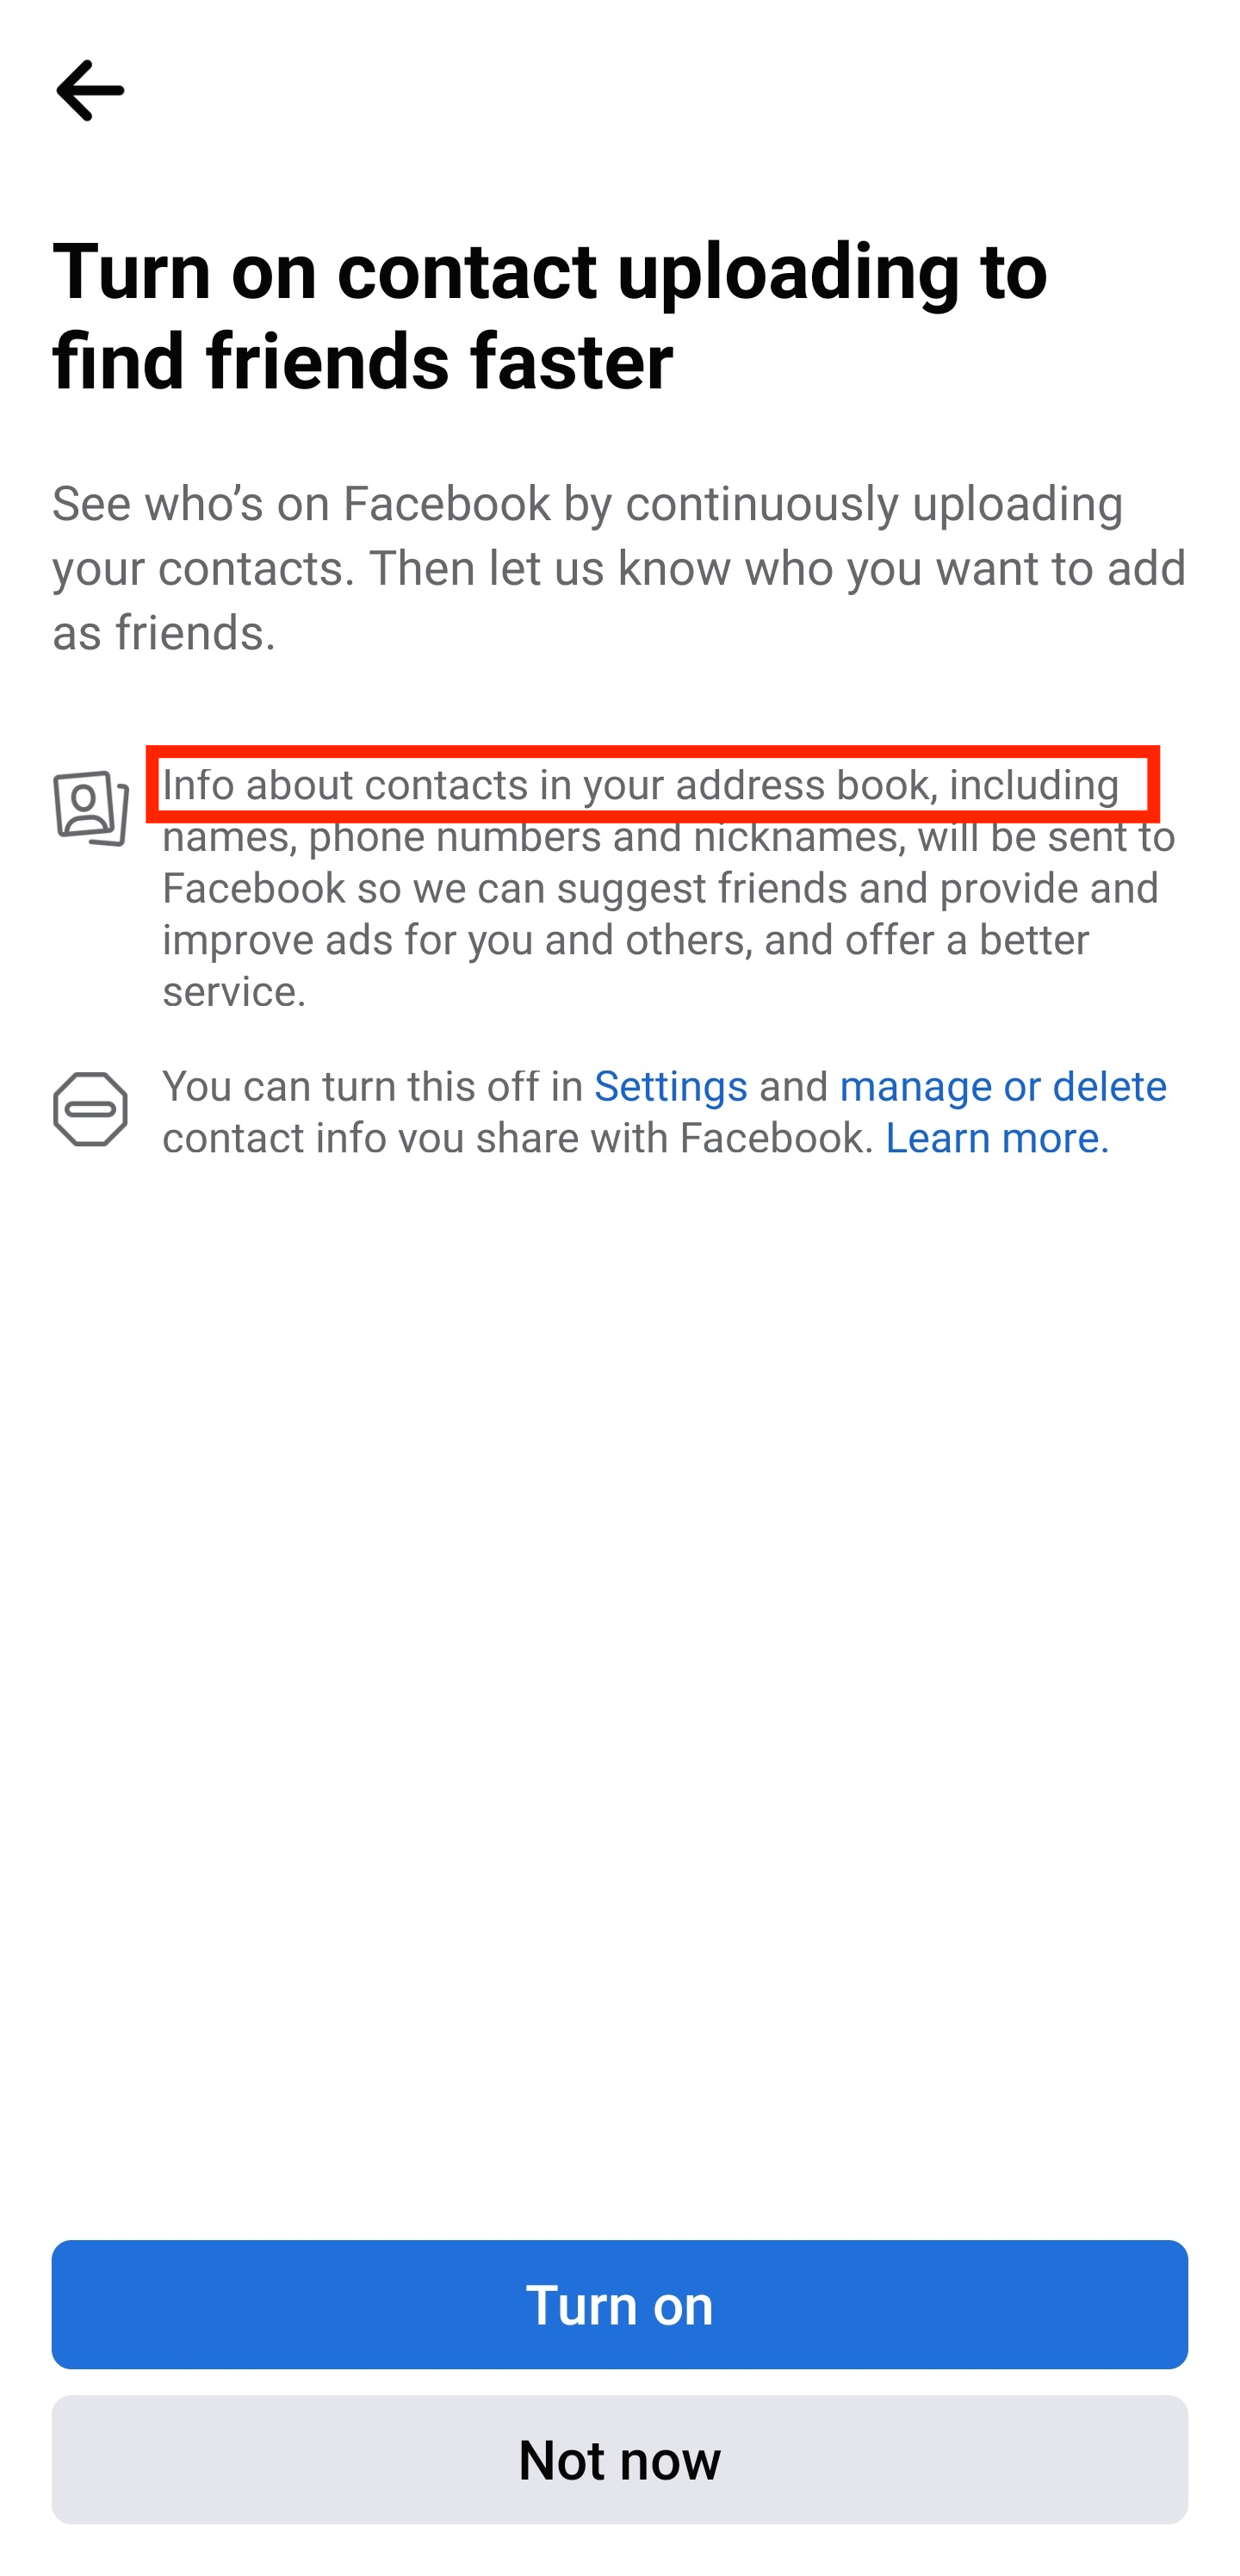 Turn on contact uploading to
find friends faster
See who’s on Facebook by continuously uploading
your contacts. Then let us know who you want to add
as friends.
Info about contacts in your address book, including
names, phone numbers and nicknames, will be sent to
Facebook so we can suggest friends and provide and
improve ads for you and others, and offer a better
service.
You can turn this off in Settings and manage or delete
contact info you share with Facebook. Learn more.
Turn on
Not now